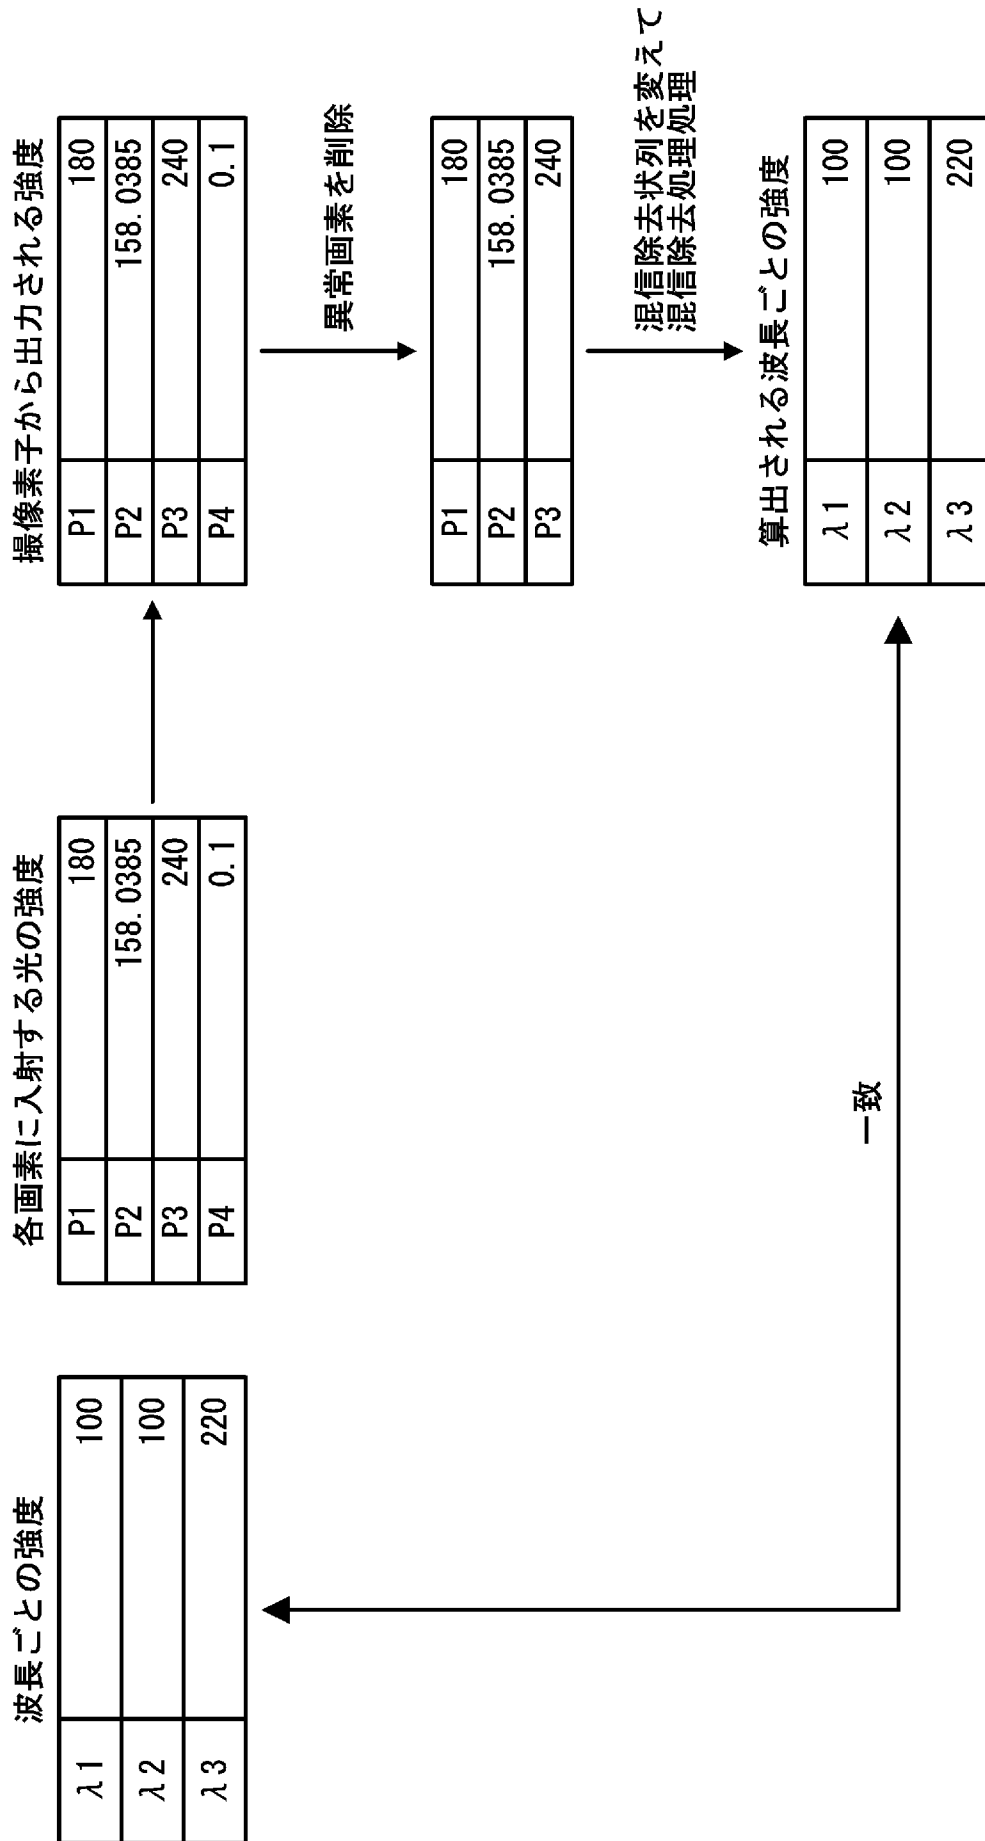 波長ごとの強度
λ1 100
λ2 100
λ3 220
各画素に入射する光の強度
P1 180
P2 158.0385
P3 240
P4 0.1
撮像素子から出力される強度
P1 180
P2 158.0385
P3 240
P4 0.1
異常画素を削除
P1 180
P2 158.0385
P3 240
混信除去状列を変えて
混信除去処理処理
算出される波長ごとの強度
λ1 100
λ2 100
λ3 220
一致